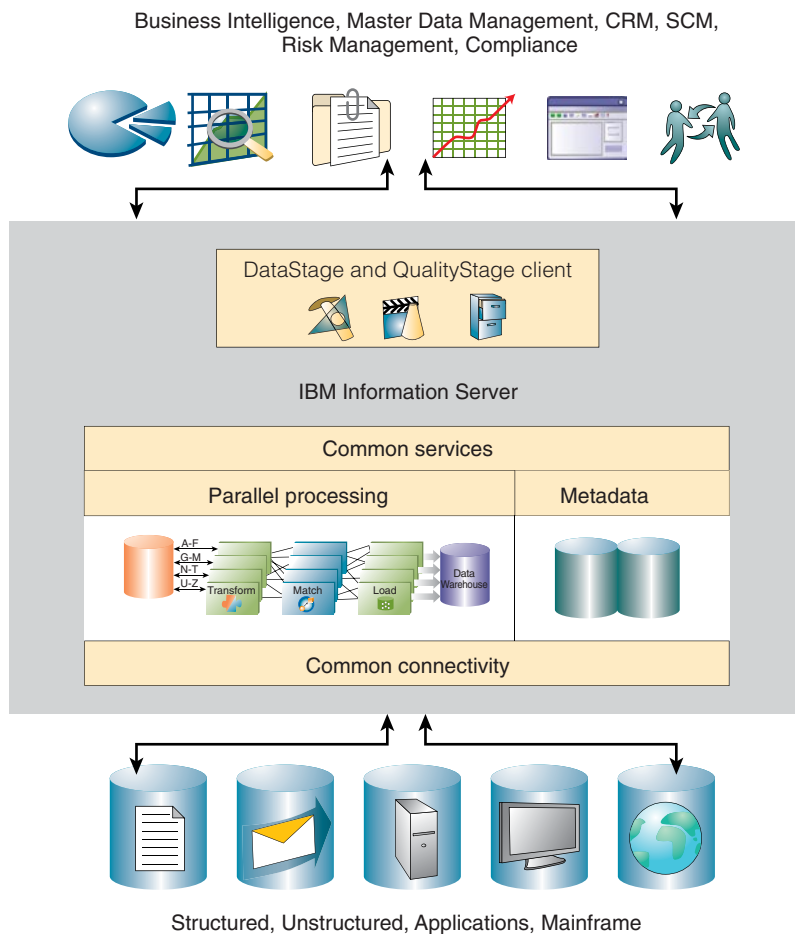 Business Intelligence, Master Data Management, CRM, SCM,
Risk Management, Compliance
DataStage and QualityStage client
IBM Information Server
Common services
Parallel processing
Metadata
A-F
G-M
N-T
U-Z
Transform
Match
Load
Data
Warehouse
Common connectivity
Structured, Unstructured, Applications, Mainframe